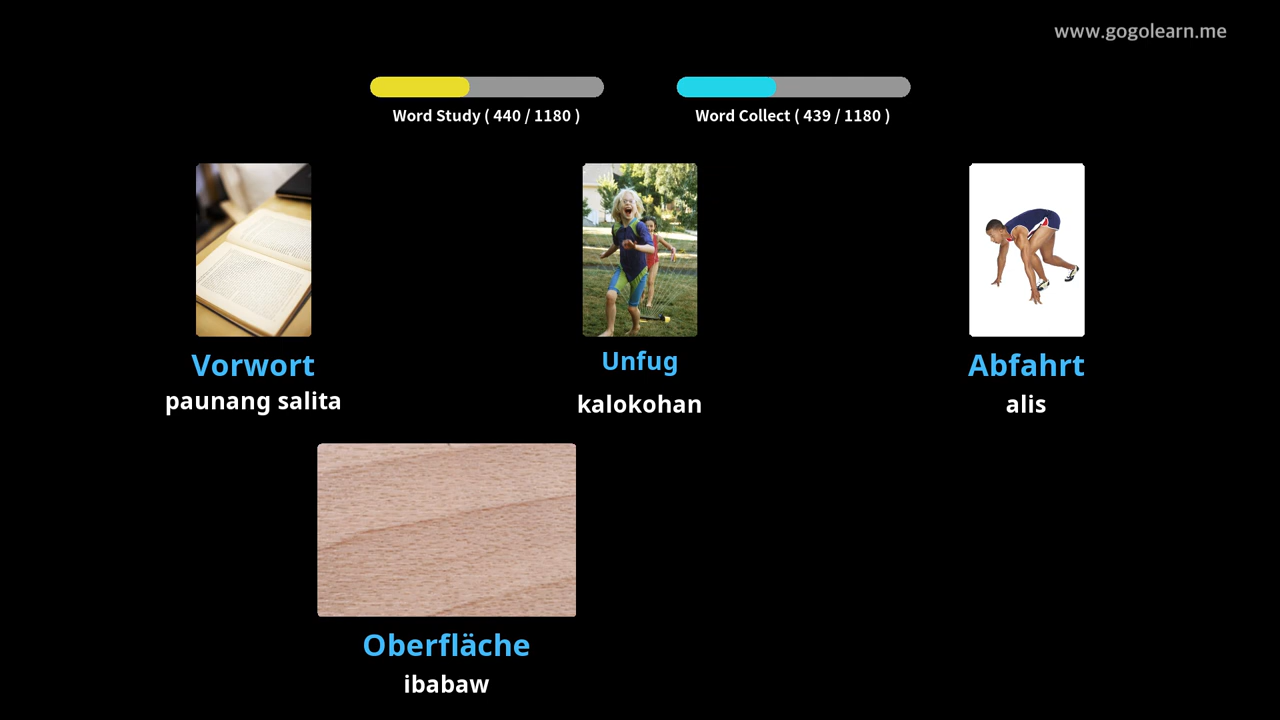 www.gogolearn.me
Word Study ( 440 / 1180 )
Word Collect ( 439 / 1180 )
Vorwort
paunang salita
Unfug
kalokohan
Abfahrt
alis
Oberfläche
ibabaw